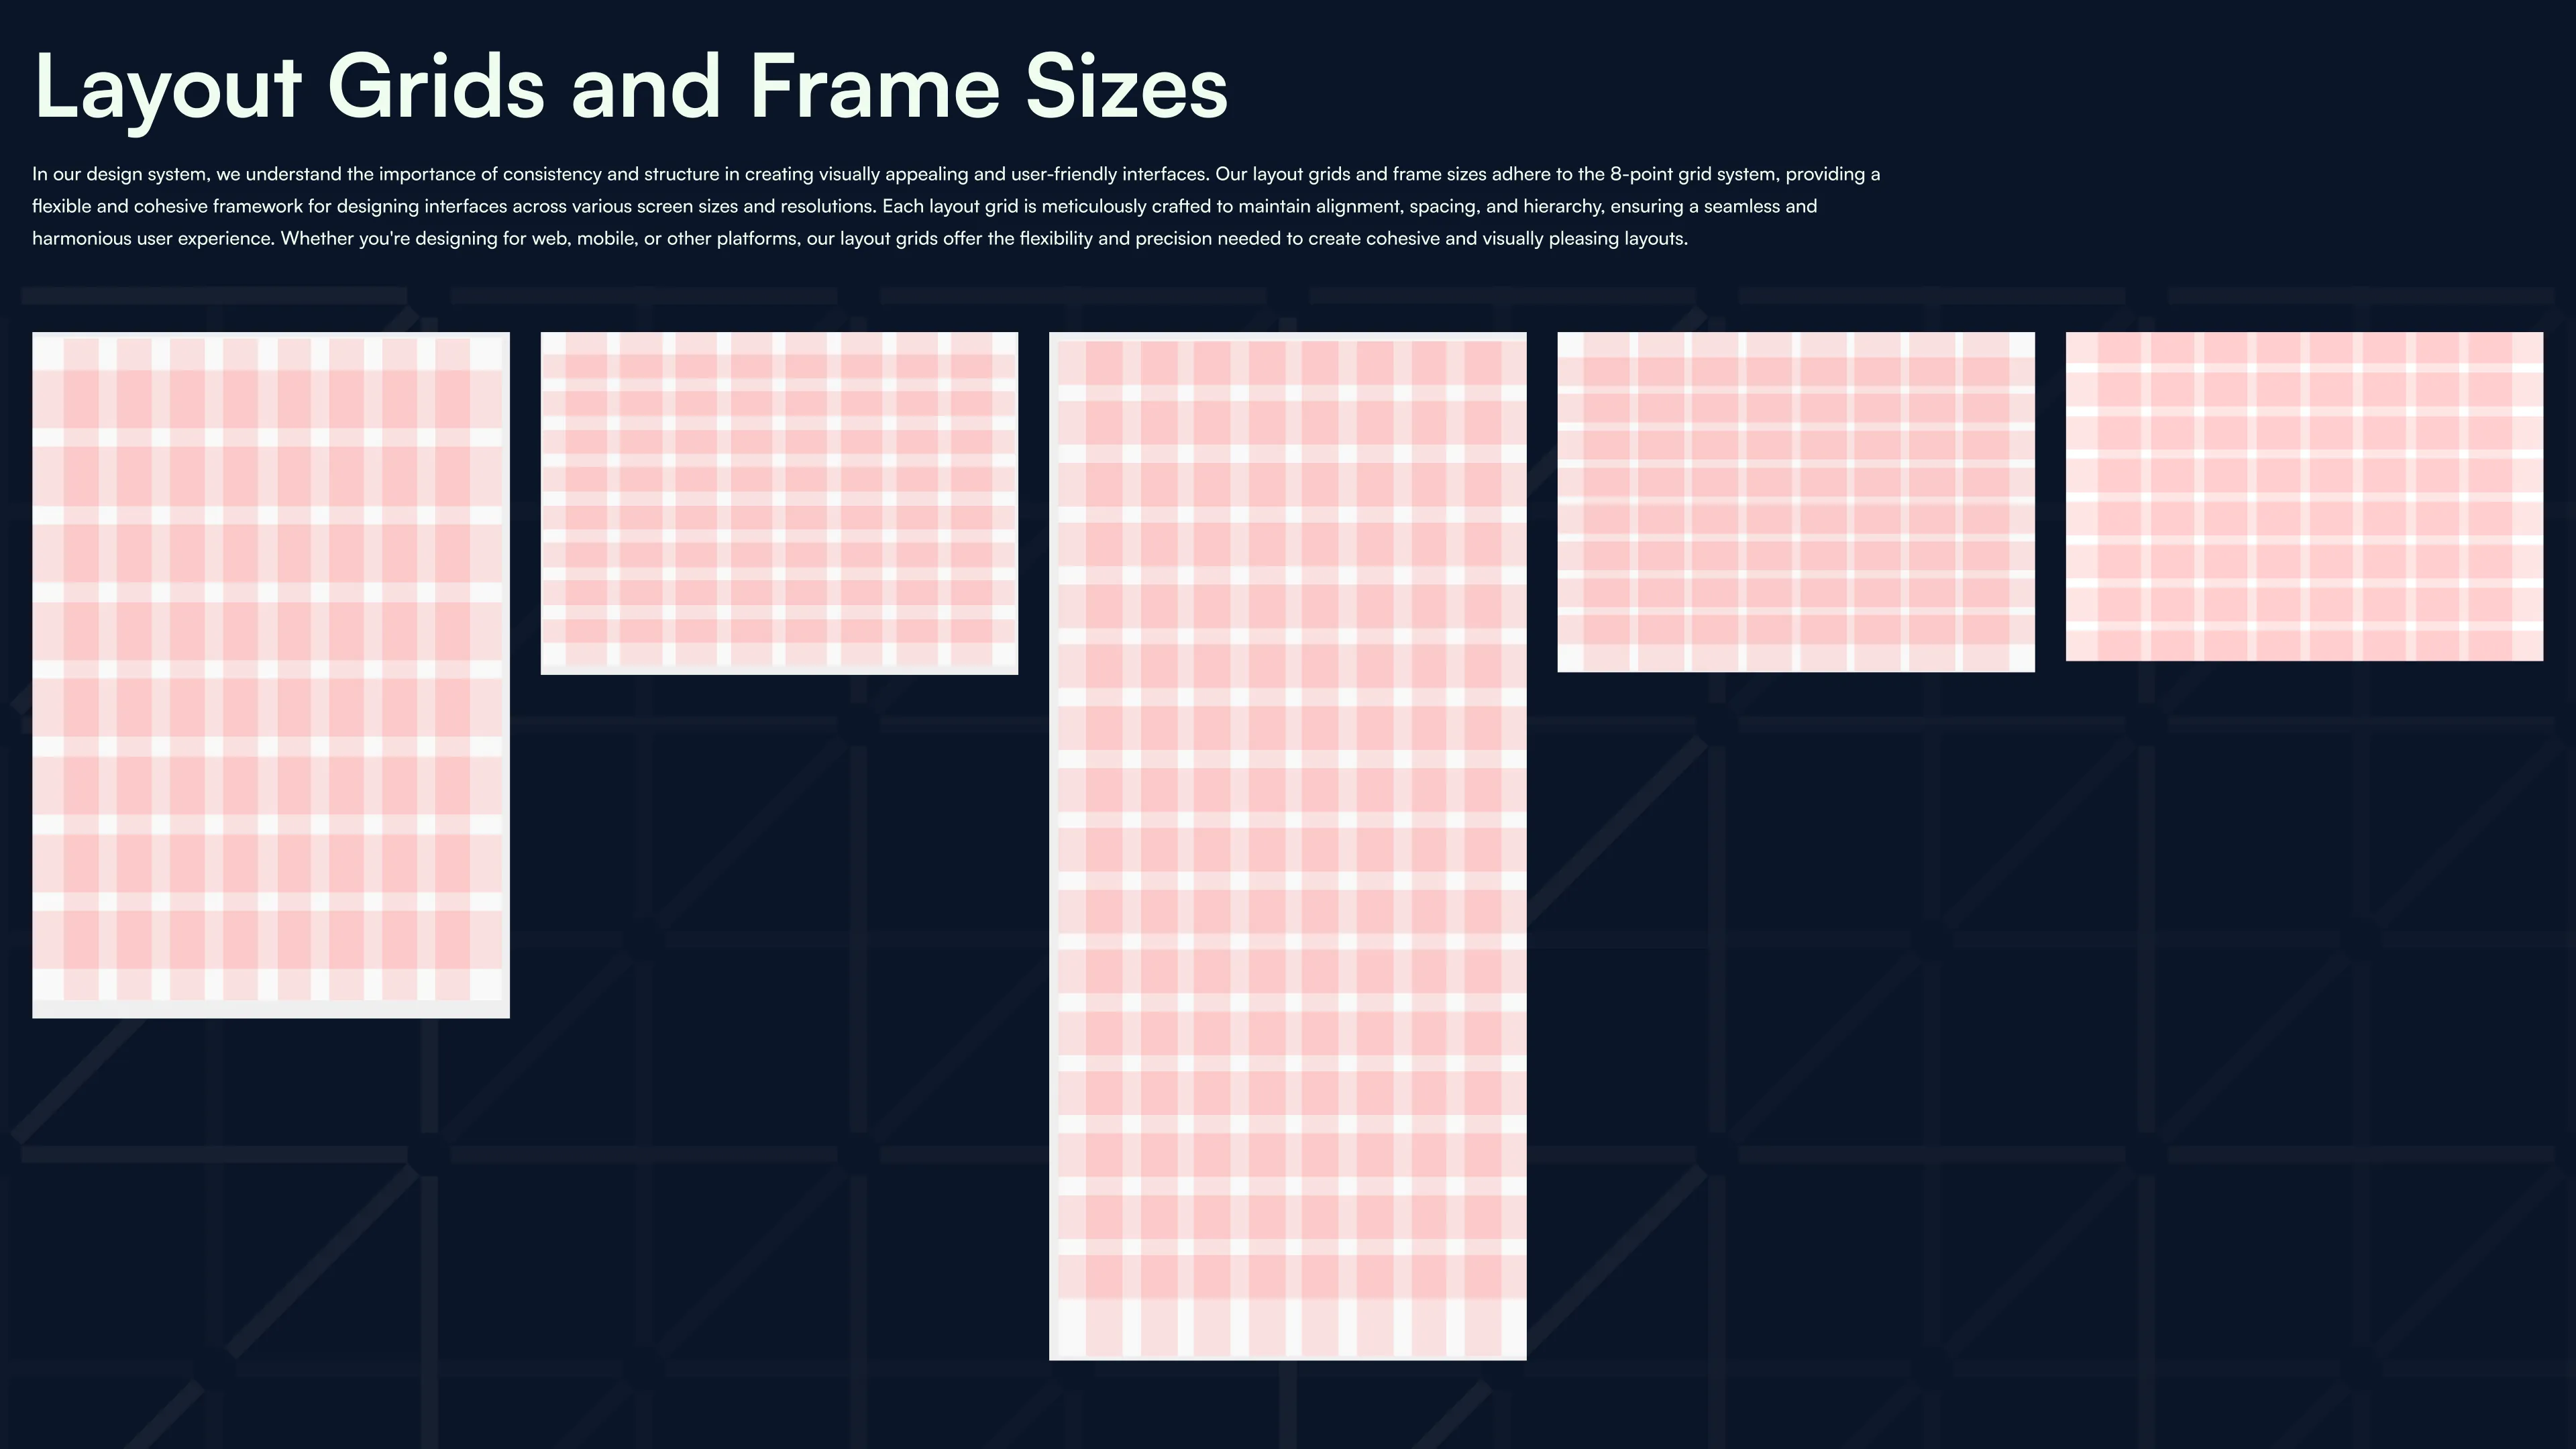 Layout Grids and Frame Sizes
In our design system, we understand the importance of consistency and structure in creating visually appealing and user-friendly interfaces. Our layout grids and frame sizes adhere to the 8-point grid system, providing a
flexible and cohesive framework for designing interfaces across various screen sizes and resolutions. Each layout grid is meticulously crafted to maintain alignment, spacing, and hierarchy, ensuring a seamless and
harmonious user experience. Whether you're designing for web, mobile, or other platforms, our layout grids offer the flexibility and precision needed to create cohesive and visually pleasing layouts.